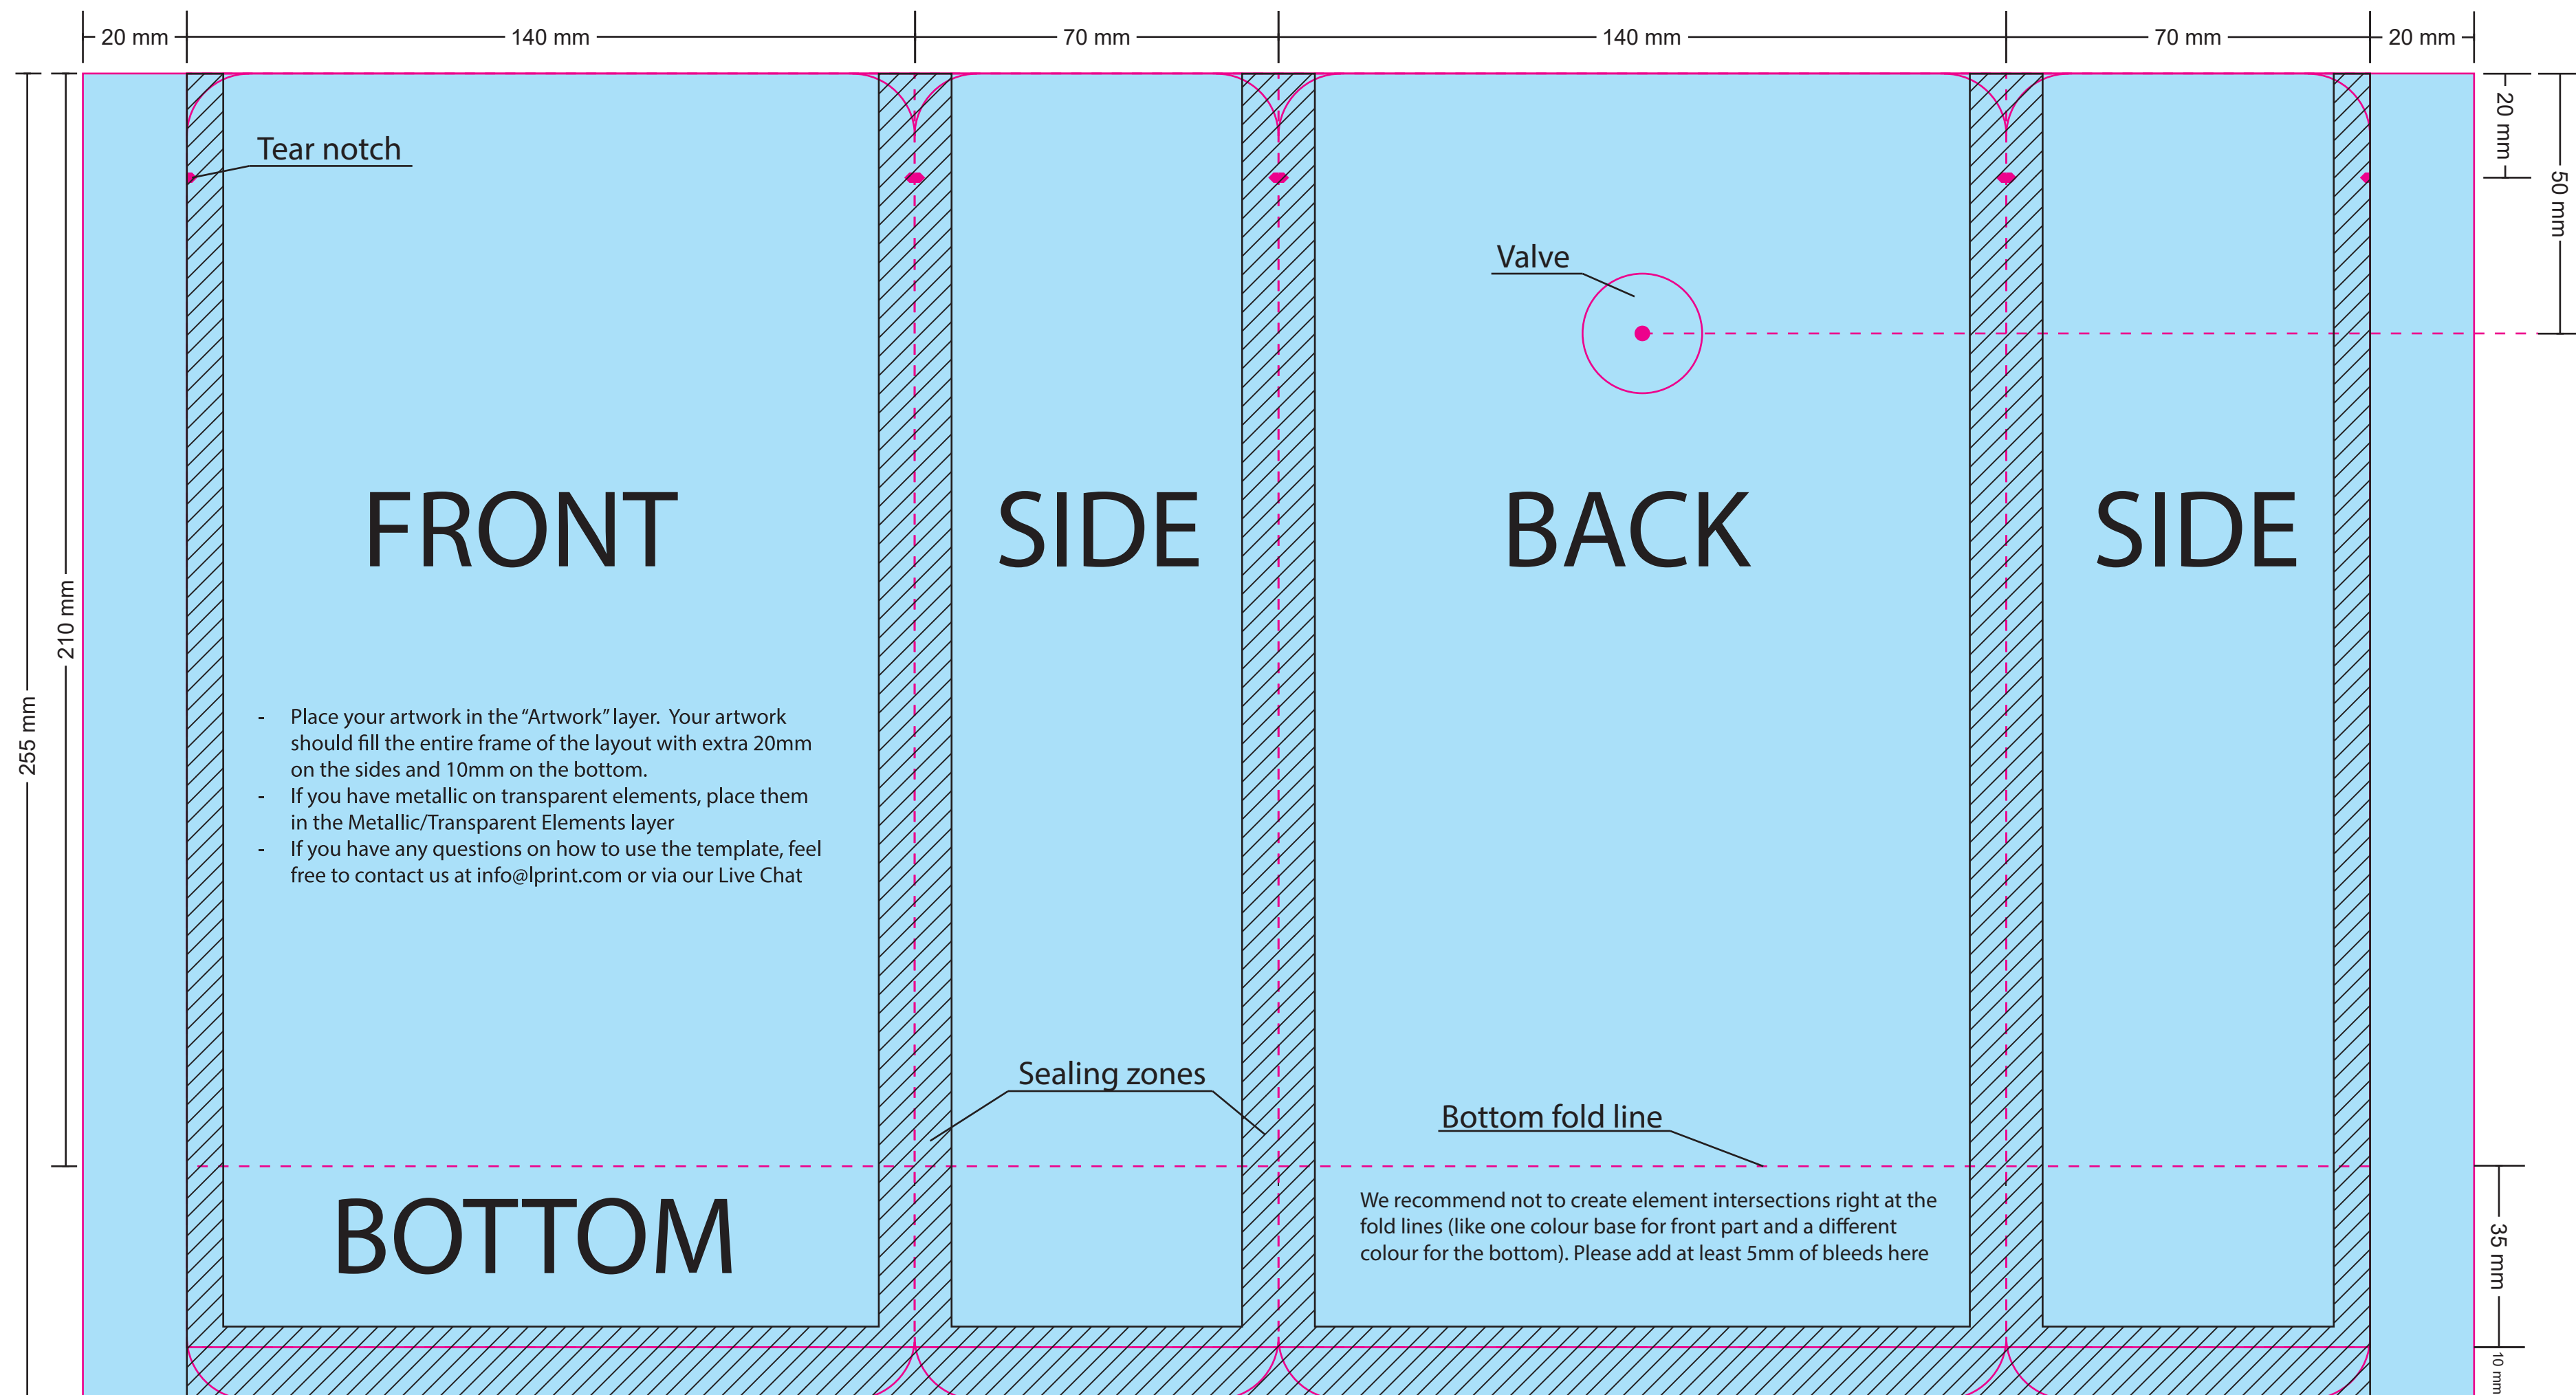 20 mm
140 mm
70 mm
140 mm
70 mm
20 mm
20 mm
50 mm
Tear notch
Valve
FRONT
SIDE
BACK
SIDE
210 mm
255 mm
- Place your artwork in the “Artwork” layer.  Your artwork
should fill the entire frame of the layout with extra 20mm
on the sides and 10mm on the bottom.
- If you have metallic on transparent elements, place them
in the Metallic/Transparent Elements layer
- If you have any questions on how to use the template, feel
free to contact us at info@lprint.com or via our Live Chat
Sealing zones
Bottom fold line
BOTTOM
We recommend not to create element intersections right at the
fold lines (like one colour base for front part and a different
colour for the bottom). Please add at least 5mm of bleeds here
35 mm
10 mm